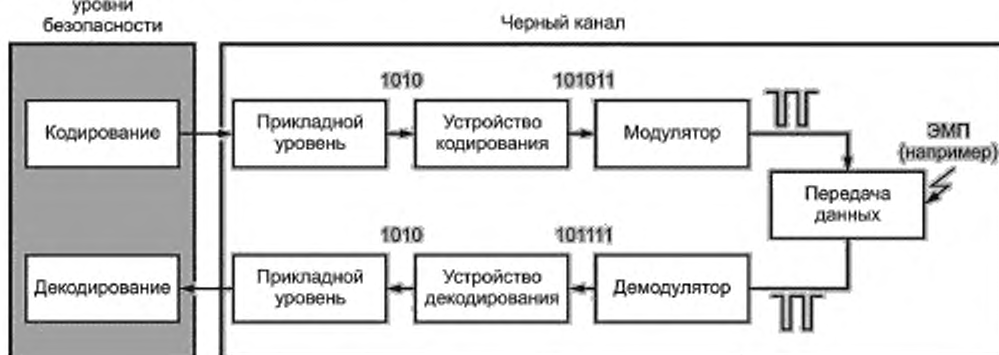 уровни
безопасности
Черный канал
1010
101011
Кодирование
Прикладной
уровень
Устройство
кодирования
Модулятор
ЭМП
(например)
Передача
данных
1010
101111
Декодирование
Прикладной
уровень
Устройство
декодирования
Демодулятор